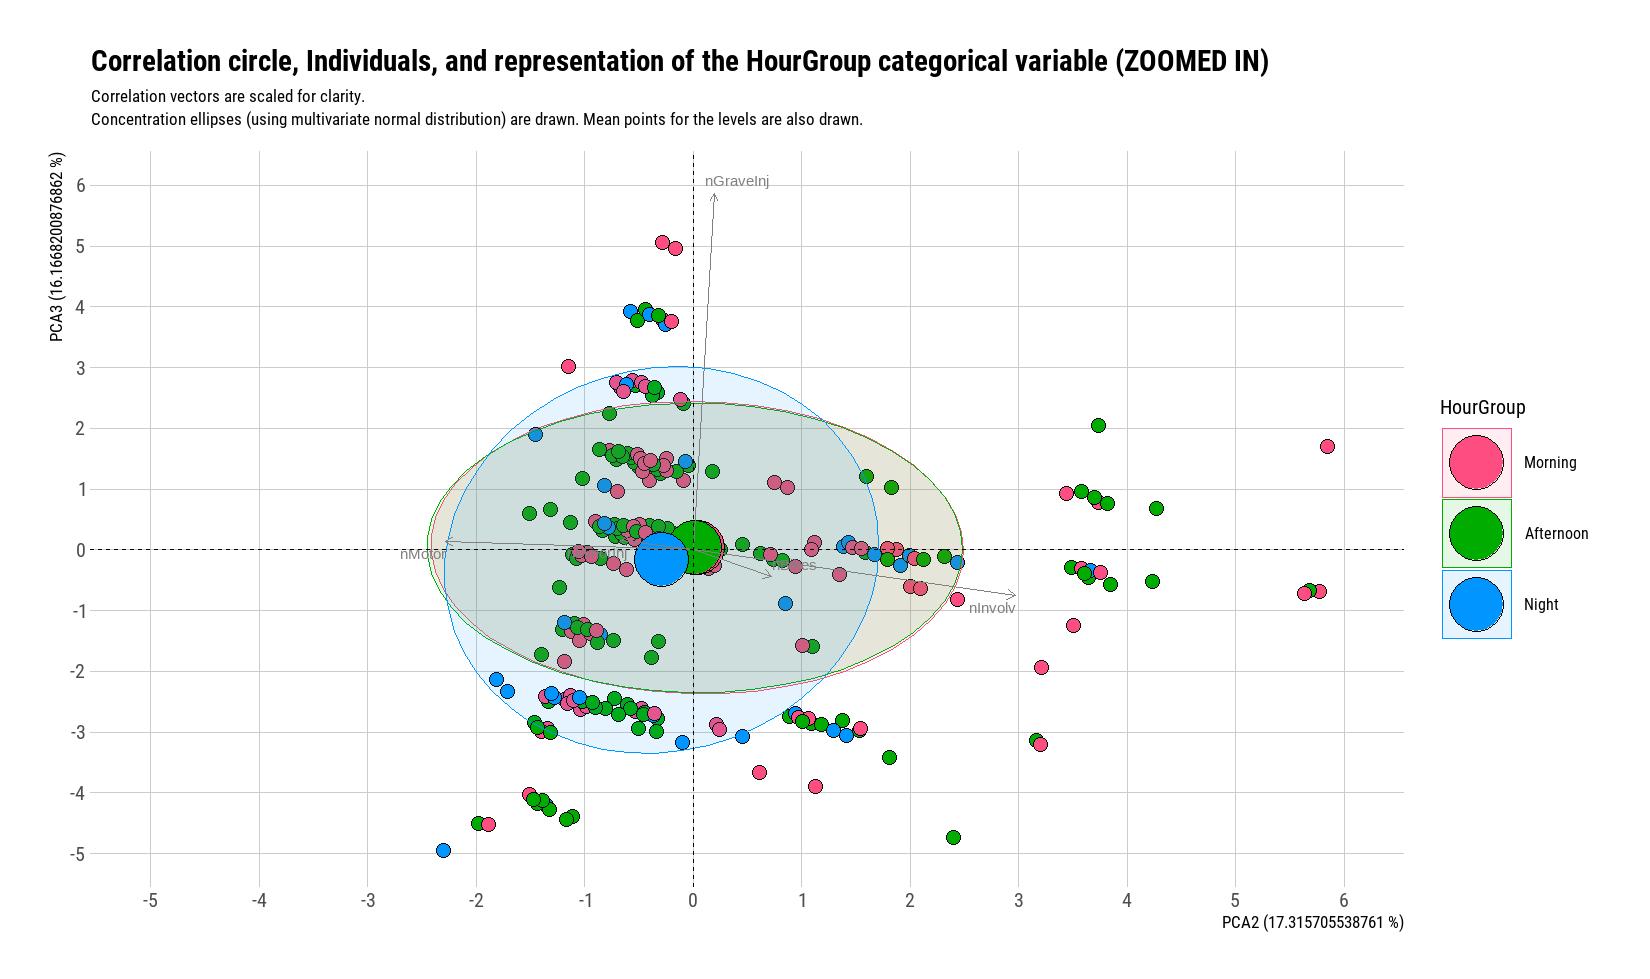 Correlation circle, Individuals, and representation of the HourGroup categorical variable (ZOOMED IN)
Correlation vectors are scaled for clarity.
Concentration ellipses (using multivariate normal distribution) are drawn. Mean points for the levels are also drawn.
PCA3 (16.1668200876862 %)
6
5
4
3
2
1
0
-1
-2
-3
-4
-5
nGraveInj
nMotor
nInvolv
-5
-4
-3
-2
-1
0
1
2
3
4
5
6
PCA2 (17.315705538761 %)
HourGroup
Morning
Afternoon
Night